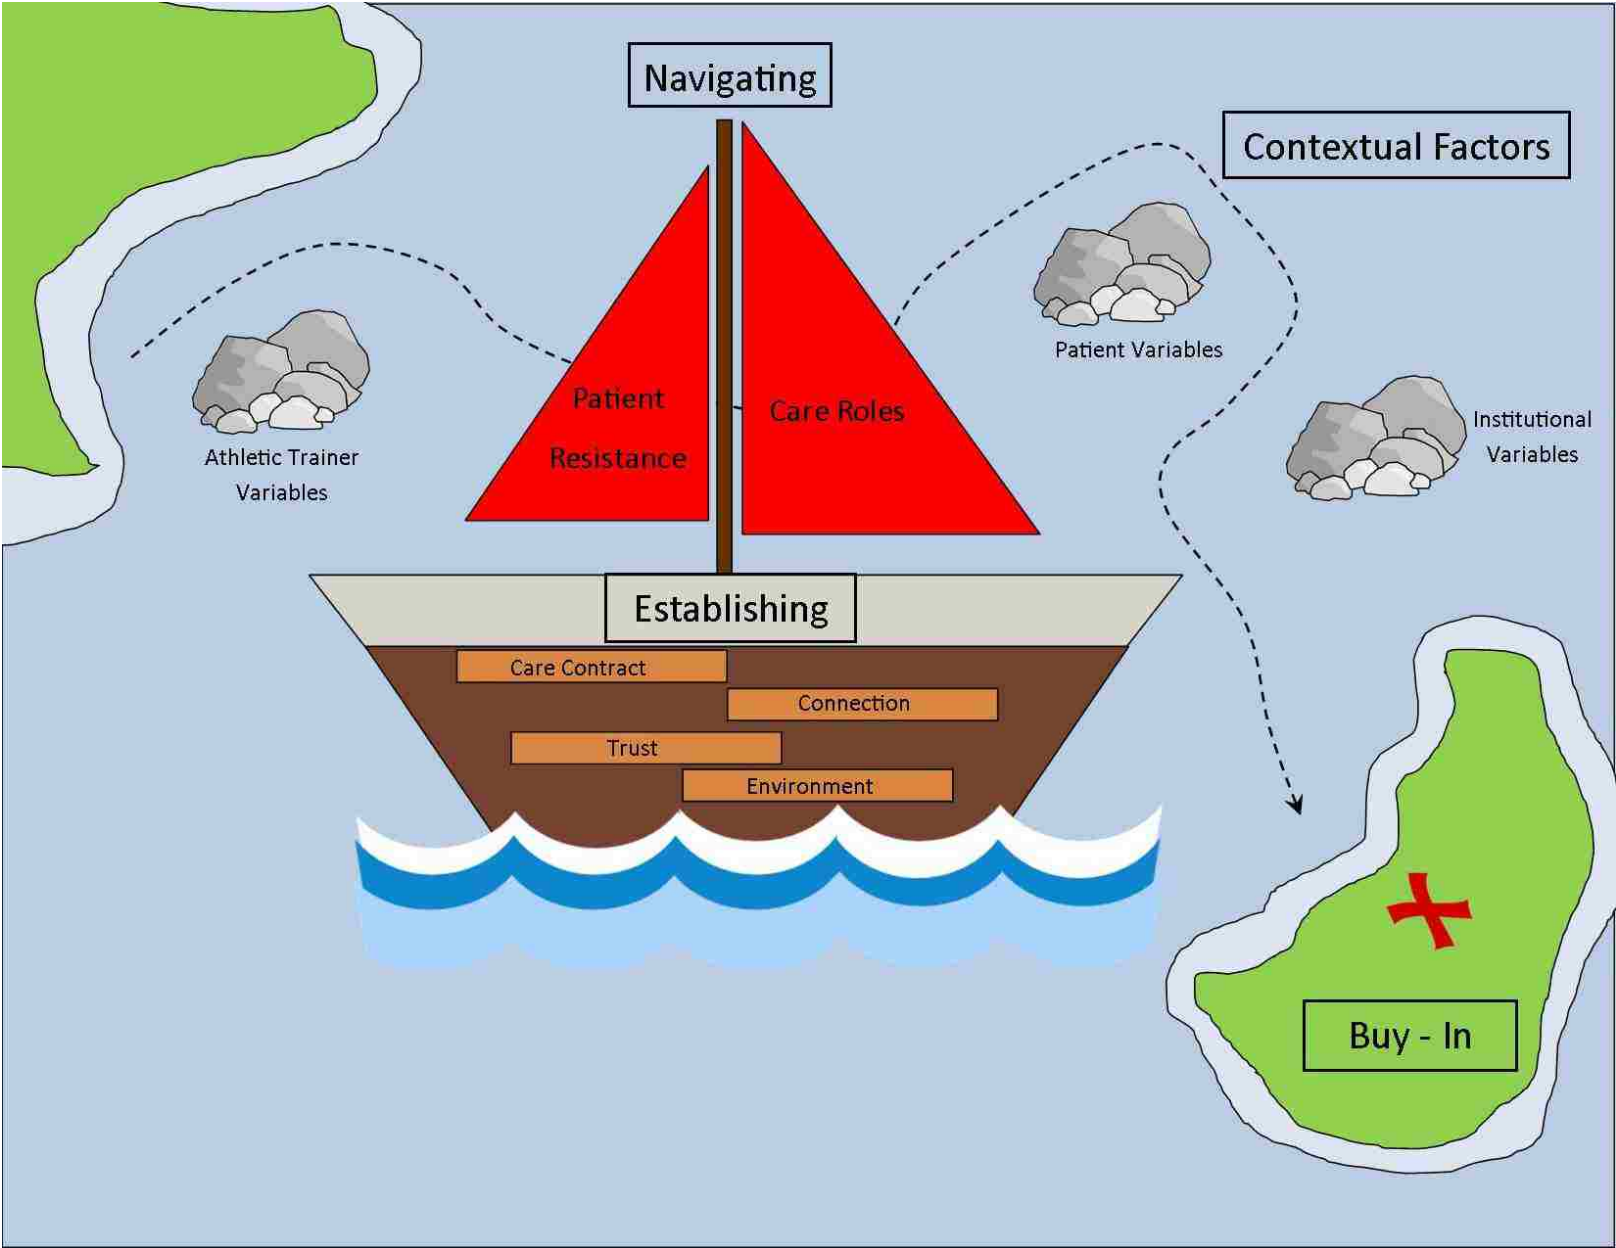 Navigating
Contextual Factors
Patient Variables
Patient
Resistance
Care Roles
Institutional
Variables
Athletic Trainer
Variables
Establishing
Care Contract
Connection
Trust
Environment
Buy - In